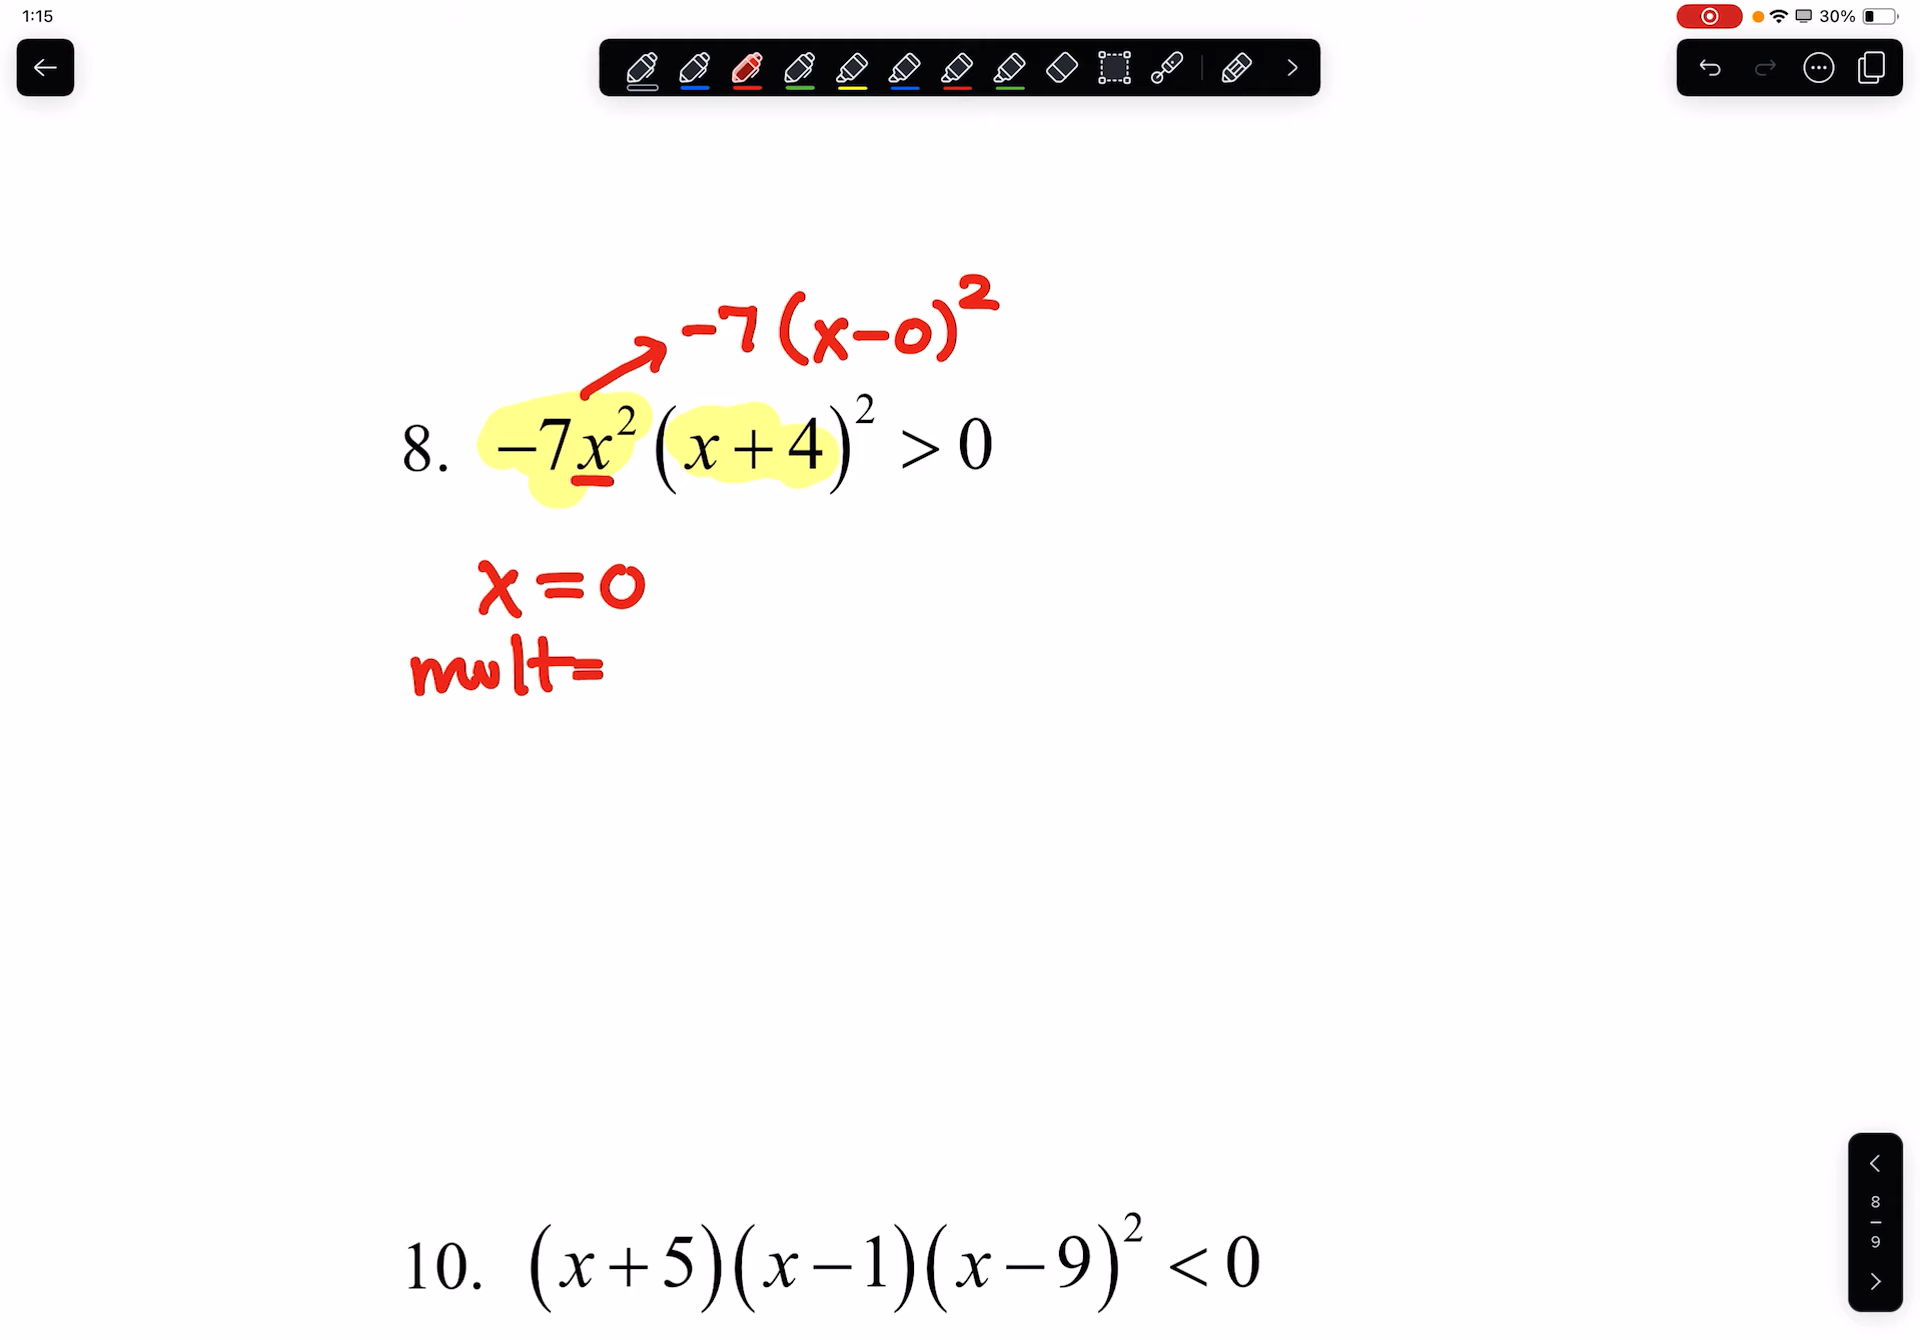 1:15
30%
-7(x-0)²
8. −7x²(x+4)² > 0
x=0
mult=
8
9
10. (x+5)(x−1)(x−9)² < 0